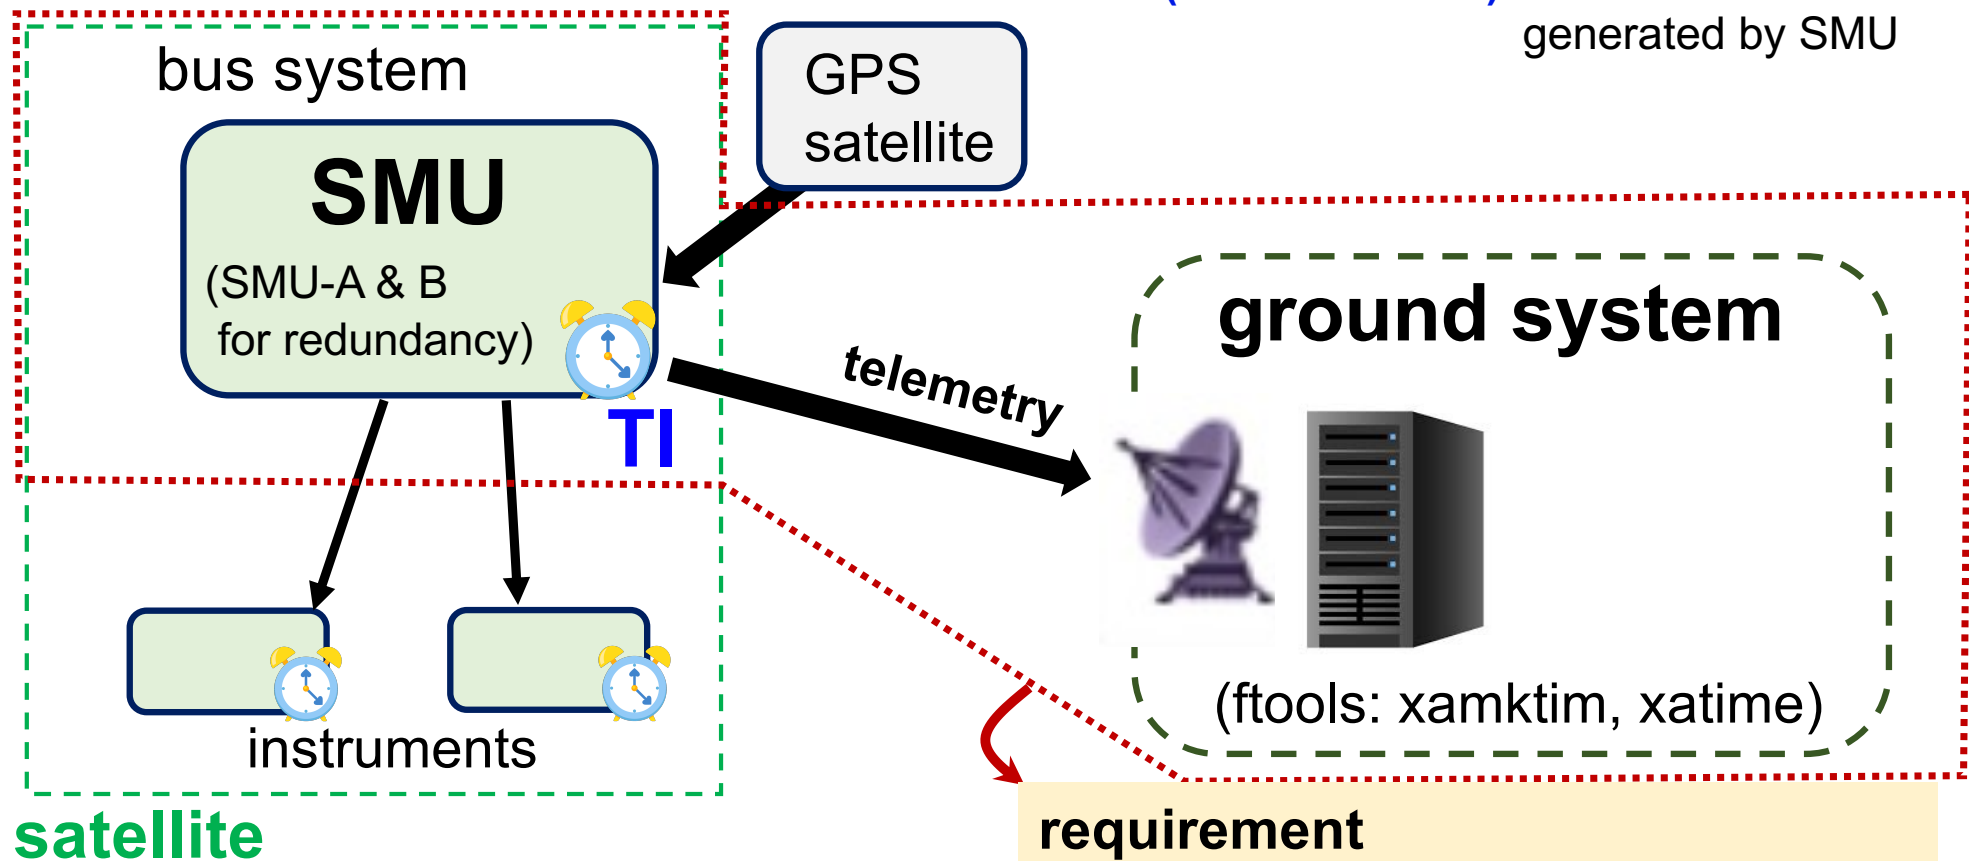 generated by SMU
bus system
GPS
satellite
SMU
(SMU-A & B
for redundancy)
TI
telemetry
ground system
(ftools: xamktim, xatime)
instruments
satellite
requirement